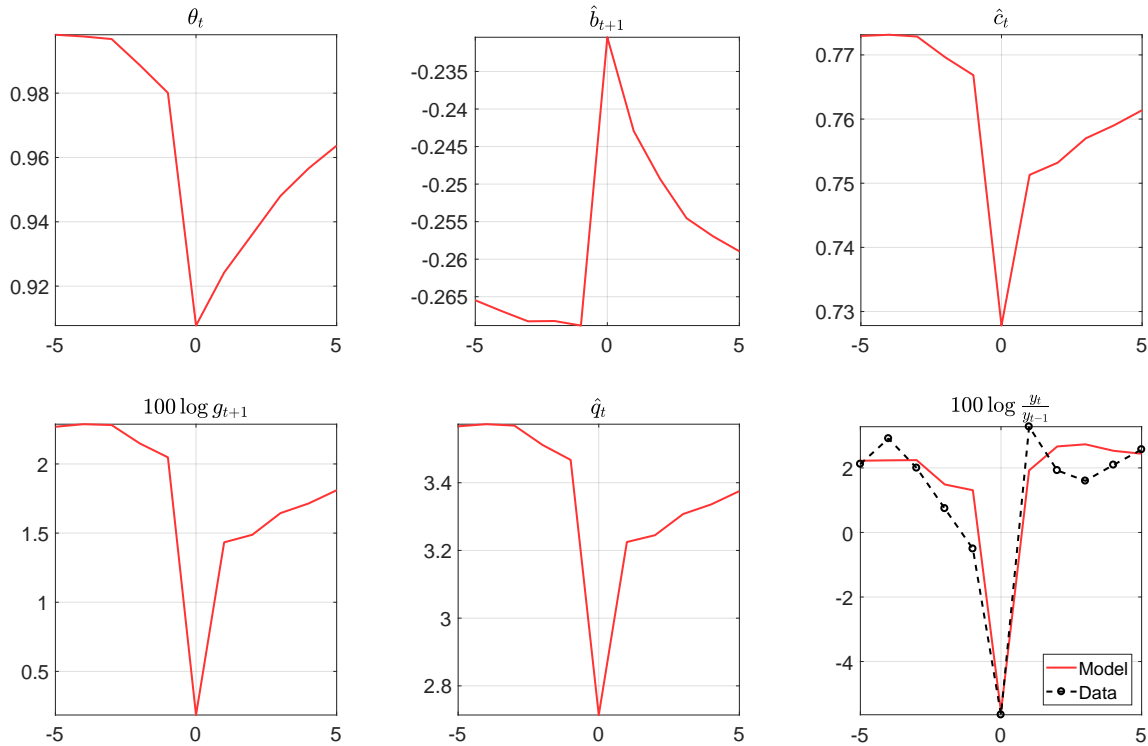 θ_t
0.98
0.96
0.94
0.92
-5 0 5
b̂_{t+1}
-0.235
-0.24
-0.245
-0.25
-0.255
-0.26
-0.265
-5 0 5
ĉ_t
0.77
0.76
0.75
0.74
0.73
-5 0 5
100 log g_{t+1}
2
1.5
1
0.5
-5 0 5
q̂_t
3.4
3.2
3
2.8
-5 0 5
100 log y_t/y_{t−1}
2
0
-2
-4
-5 0 5
Model
Data